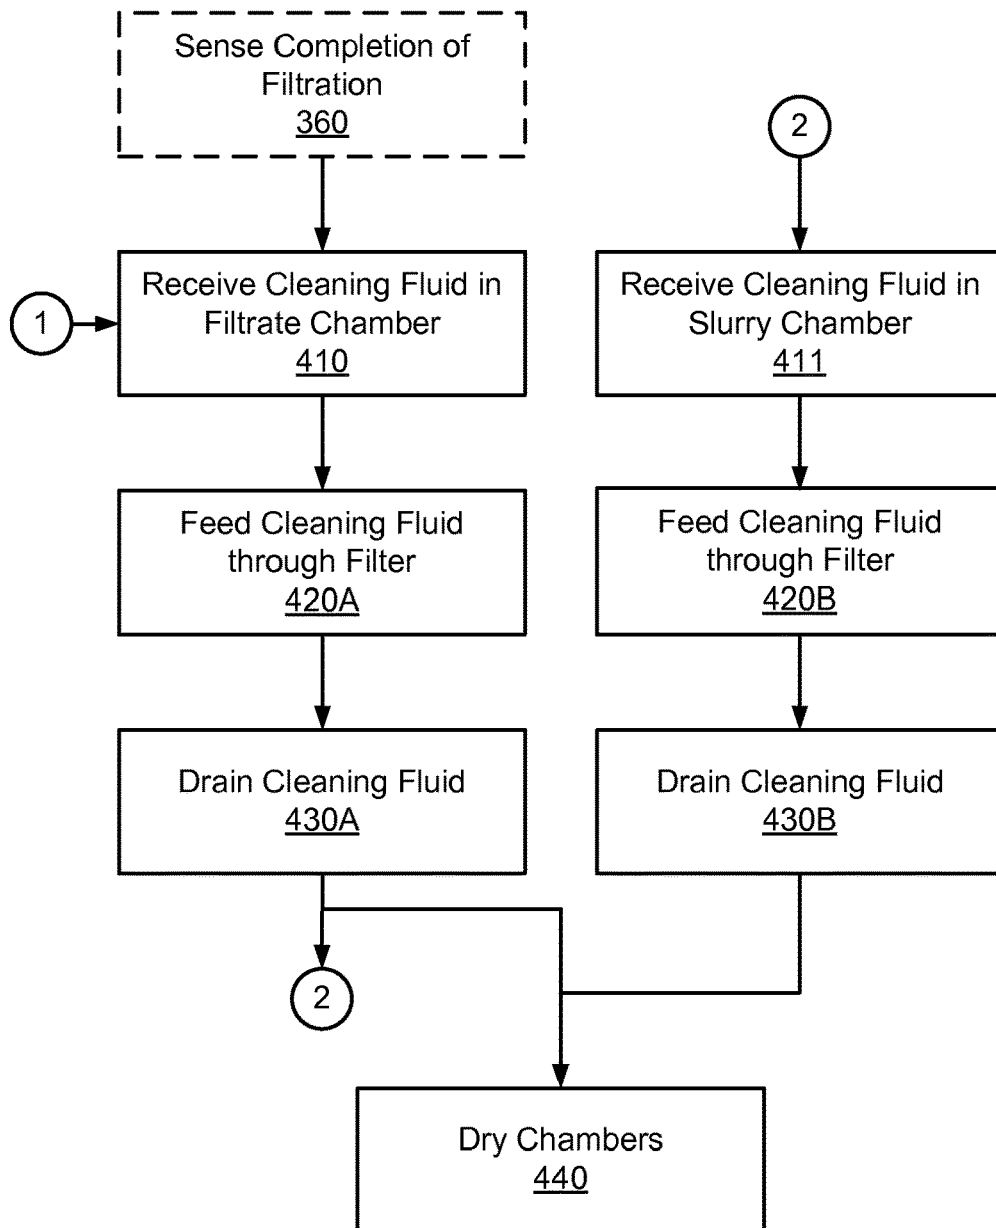 Sense Completion of
Filtration
360
2
1
Receive Cleaning Fluid in
Filtrate Chamber
410
Receive Cleaning Fluid in
Slurry Chamber
411
Feed Cleaning Fluid
through Filter
420A
Feed Cleaning Fluid
through Filter
420B
Drain Cleaning Fluid
430A
Drain Cleaning Fluid
430B
2
Dry Chambers
440